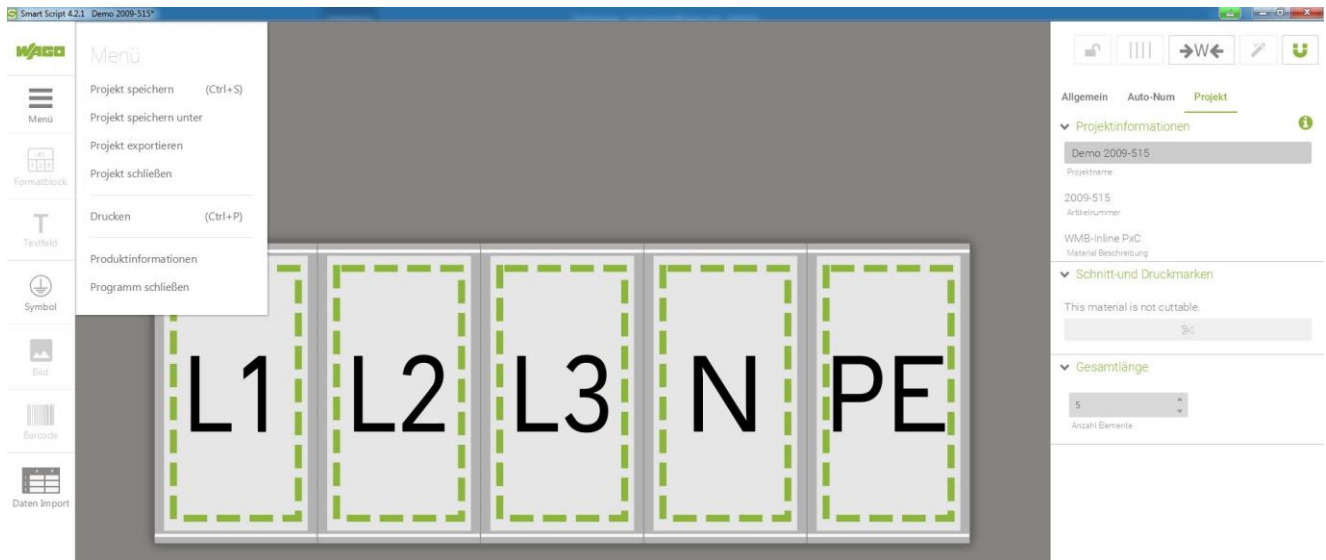 Smart Script 4.2.1 Demo 2009-515*
WAGO
Menü
Formatblock
Textfeld
Symbol
Bild
Barcode
Daten Import
Menü
Projekt speichern (Ctrl+S)
Projekt speichern unter
Projekt exportieren
Projekt schließen
Drucken (Ctrl+P)
Produktinformationen
Programm schließen
L1 L2 L3 N PE
W
Allgemein Auto-Num Projekt
Projektinformationen
Demo 2009-515
Projektname
2009-515
Artikelnummer
WMB-Inline PxC
Material Beschreibung
Schnitt-und Druckmarken
This material is not cuttable.
Gesamtlänge
5
Anzahl Elemente